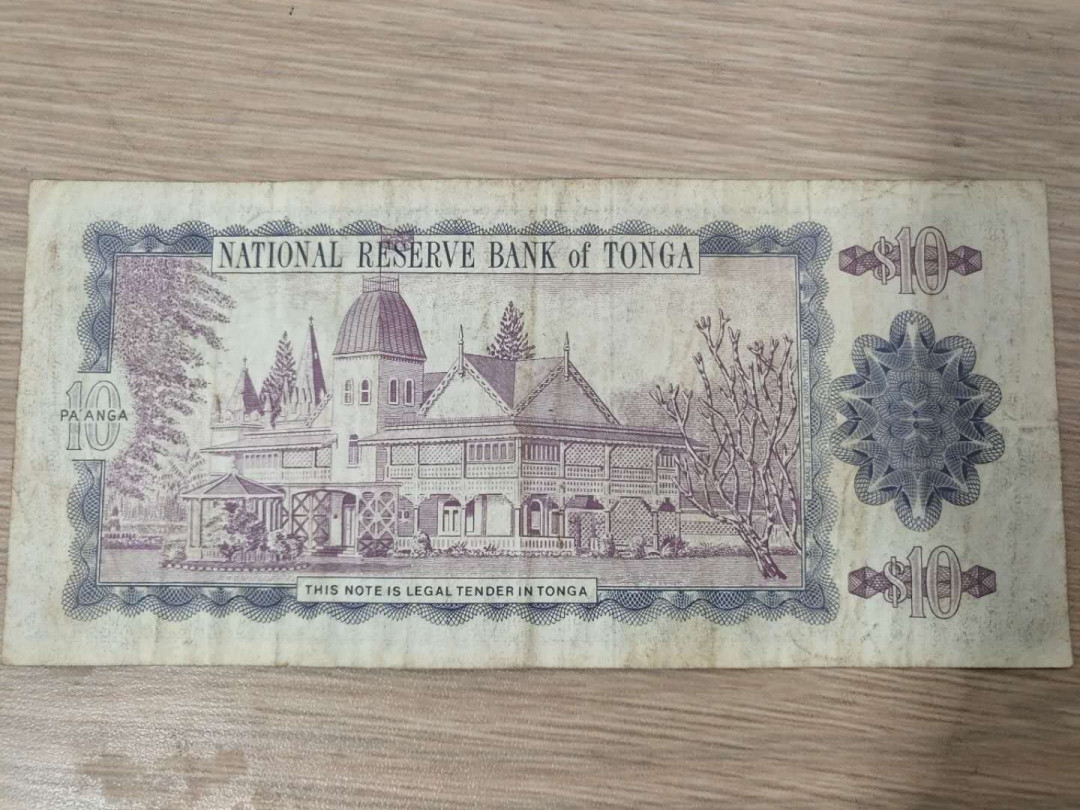 NATIONAL RESERVE BANK of TONGA
$10
10
PA'ANGA
THIS NOTE IS LEGAL TENDER IN TONGA
$10